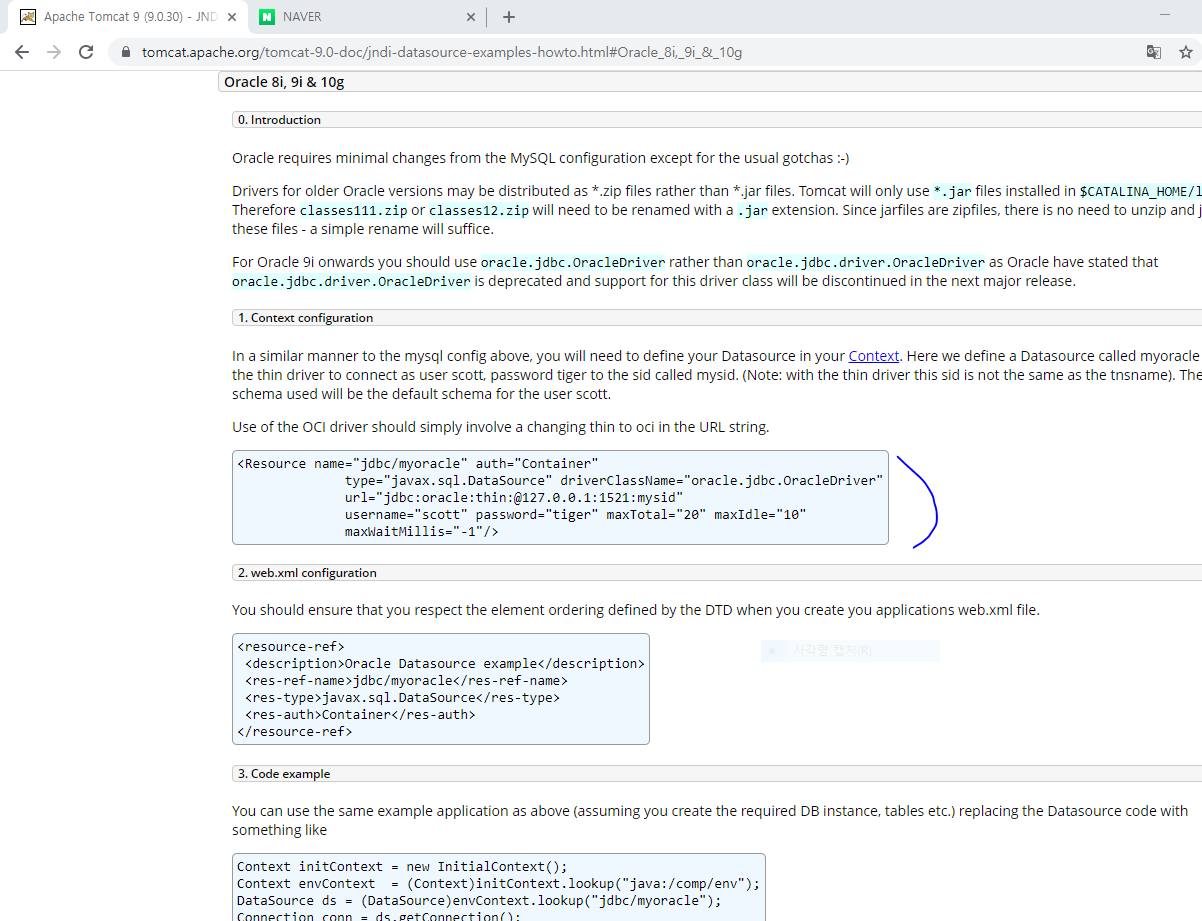 Apache Tomcat 9 (9.0.30) - JND
NAVER
tomcat.apache.org/tomcat-9.0-doc/jndi-datasource-examples-howto.html#Oracle_8i,_9i_&_10g
Oracle 8i, 9i & 10g
0. Introduction
Oracle requires minimal changes from the MySQL configuration except for the usual gotchas :-)
Drivers for older Oracle versions may be distributed as *.zip files rather than *.jar files. Tomcat will only use *.jar files installed in $CATALINA_HOME/l
Therefore classes111.zip or classes12.zip will need to be renamed with a .jar extension. Since jarfiles are zipfiles, there is no need to unzip and j
these files - a simple rename will suffice.
For Oracle 9i onwards you should use oracle.jdbc.OracleDriver rather than oracle.jdbc.driver.OracleDriver as Oracle have stated that
oracle.jdbc.driver.OracleDriver is deprecated and support for this driver class will be discontinued in the next major release.
1. Context configuration
In a similar manner to the mysql config above, you will need to define your Datasource in your Context. Here we define a Datasource called myoracle
the thin driver to connect as user scott, password tiger to the sid called mysid. (Note: with the thin driver this sid is not the same as the tnsname). The
schema used will be the default schema for the user scott.
Use of the OCI driver should simply involve a changing thin to oci in the URL string.
<Resource name="jdbc/myoracle" auth="Container"
type="javax.sql.DataSource" driverClassName="oracle.jdbc.OracleDriver"
url="jdbc:oracle:thin:@127.0.0.1:1521:mysid"
username="scott" password="tiger" maxTotal="20" maxIdle="10"
maxWaitMillis="-1"/>
2. web.xml configuration
You should ensure that you respect the element ordering defined by the DTD when you create you applications web.xml file.
<resource-ref>
<description>Oracle Datasource example</description>
<res-ref-name>jdbc/myoracle</res-ref-name>
<res-type>javax.sql.DataSource</res-type>
<res-auth>Container</res-auth>
</resource-ref>
사각형 캡처(R)
3. Code example
You can use the same example application as above (assuming you create the required DB instance, tables etc.) replacing the Datasource code with
something like
Context initContext = new InitialContext();
Context envContext  = (Context)initContext.lookup("java:/comp/env");
DataSource ds = (DataSource)envContext.lookup("jdbc/myoracle");
Connection conn = ds.getConnection();